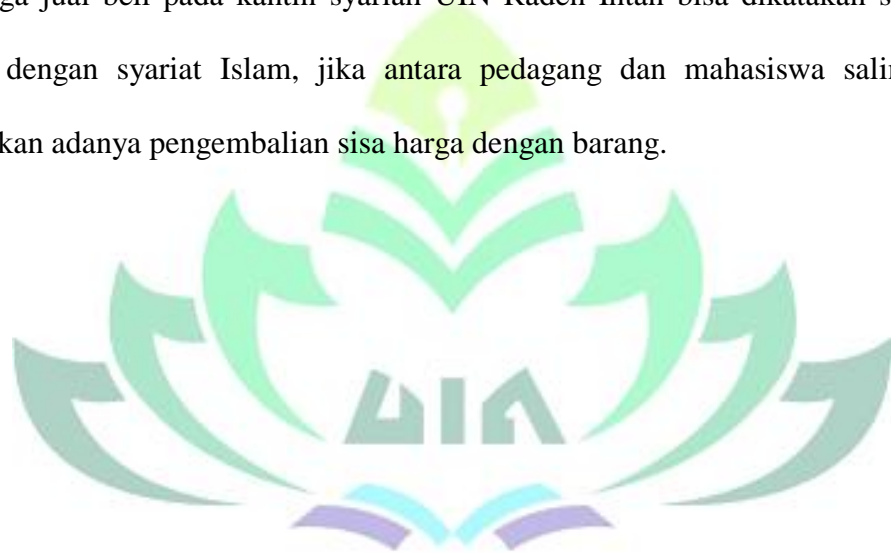 ga jual beli pada kantin syariah UIN Raden Intan bisa dikatakan s
dengan syariat Islam, jika antara pedagang dan mahasiswa salin
kan adanya pengembalian sisa harga dengan barang.
UIN